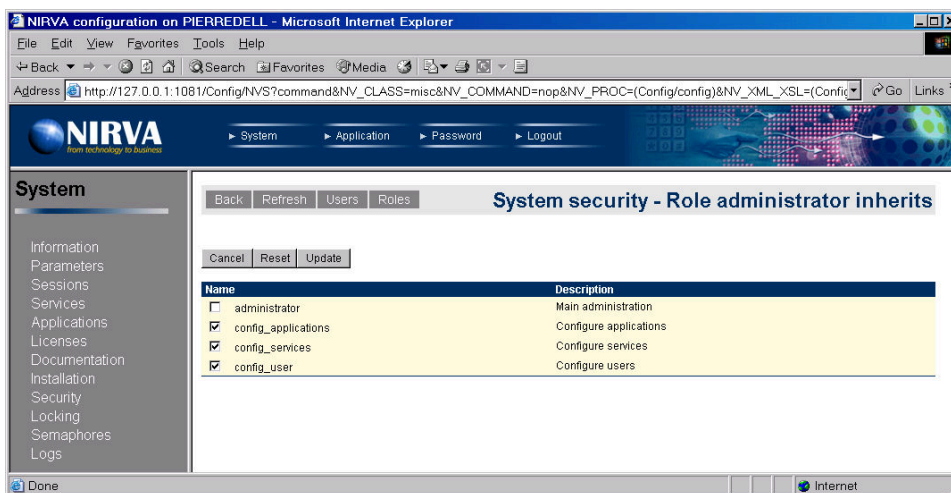 NIRVA configuration on PIERREDELL - Microsoft Internet Explorer
File Edit View Favorites Tools Help
Back Search Favorites Media
Address http://127.0.0.1:1081/Config/NVS?command&NV_CLASS=misc&NV_COMMAND=nop&NV_PROC=(Config/config)&NV_XML_XSL=(Config Go Links
NIRVA
from technology to business
System Application Password Logout
System
Back Refresh Users Roles
System security - Role administrator inherits
Information
Parameters
Sessions
Services
Applications
Licenses
Documentation
Installation
Security
Locking
Semaphores
Logs
Cancel Reset Update
Name Description
administrator Main administration
config_applications Configure applications
config_services Configure services
config_user Configure users
Done Internet